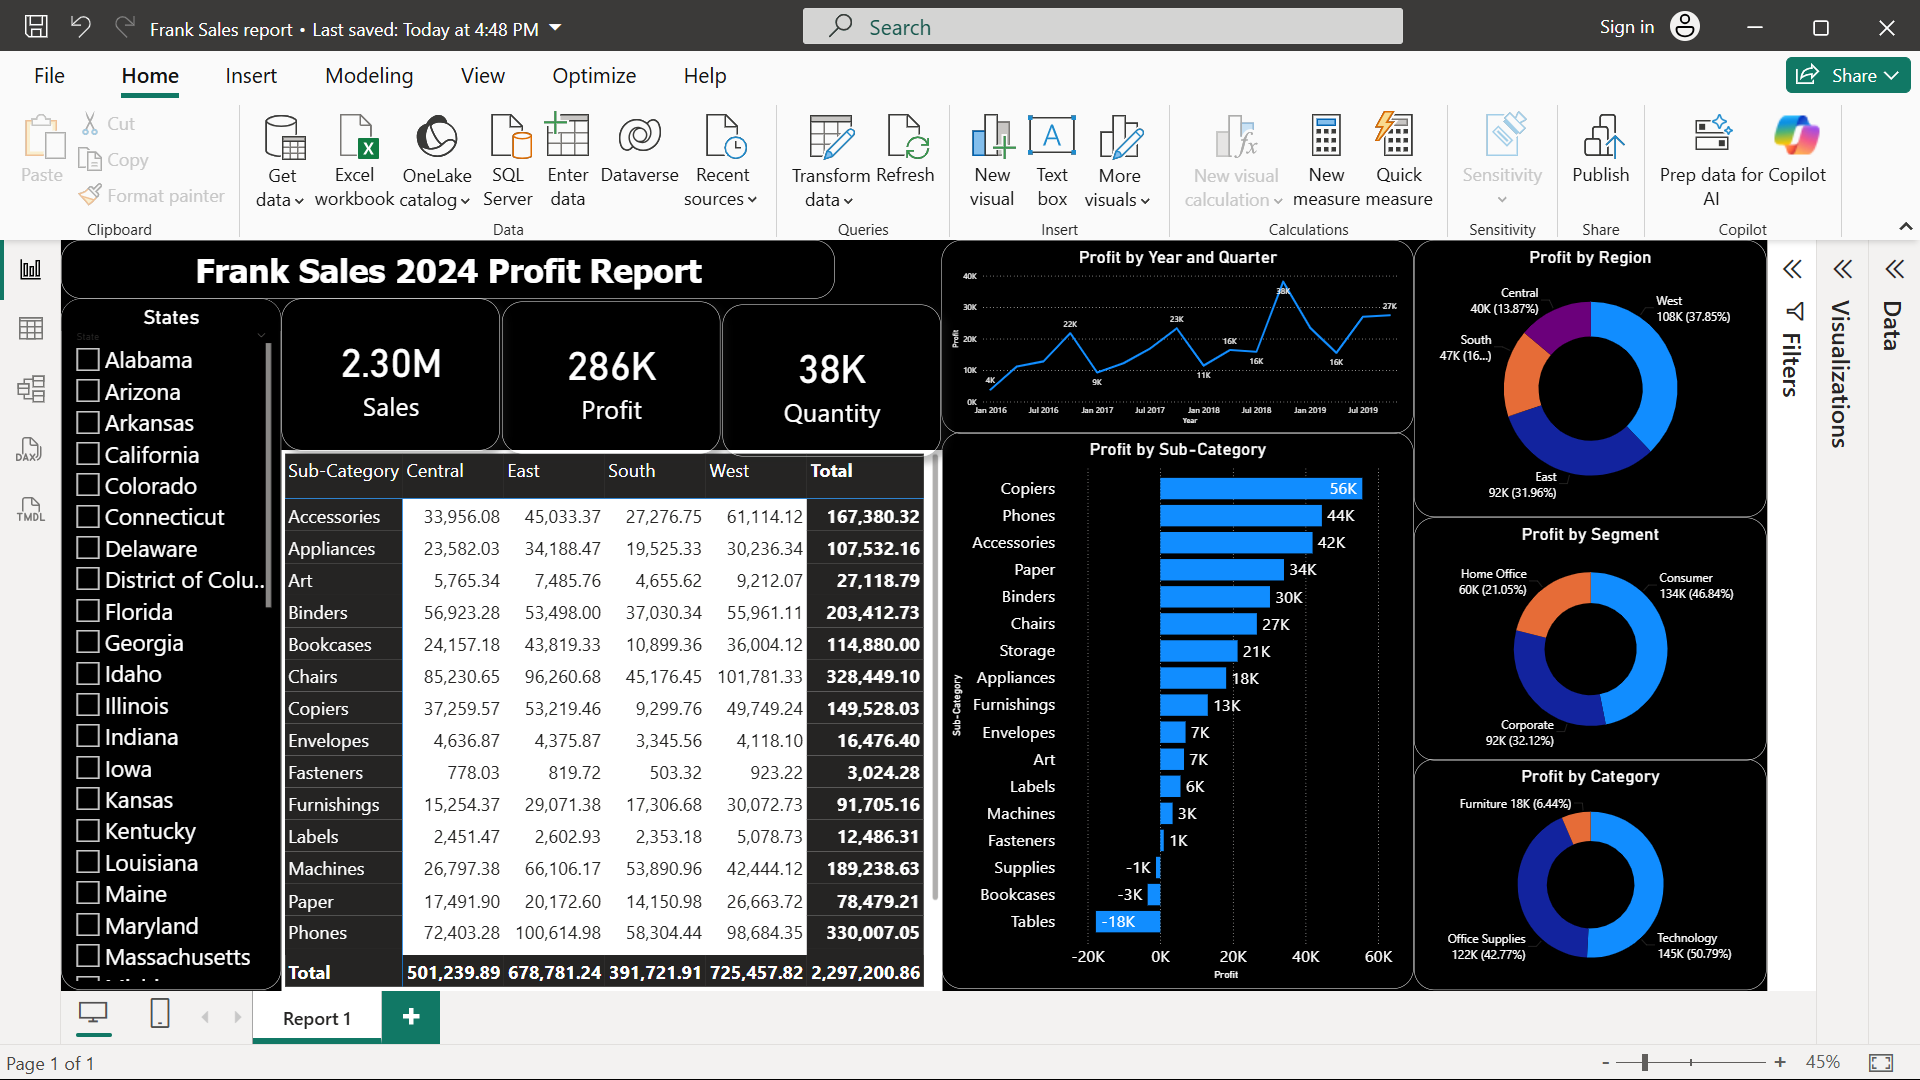 Frank Sales report • Last saved: Today at 4:48 PM
Search
Sign in
File
Home
Insert
Modeling
View
Optimize
Help
Share
Paste
Cut
Copy
Format painter
Clipboard
Get data
Excel workbook
OneLake catalog
SQL Server
Enter data
Dataverse
Recent sources
Data
Transform data
Refresh
Queries
New visual
Text box
More visuals
Insert
New visual calculation
New measure
Quick measure
Calculations
Sensitivity
Sensitivity
Publish
Share
Prep data for AI
Copilot
Copilot
DAX
TMDL
Frank Sales 2024 Profit Report
States
State
Alabama
Arizona
Arkansas
California
Colorado
Connecticut
Delaware
District of Colu...
Florida
Georgia
Idaho
Illinois
Indiana
Iowa
Kansas
Kentucky
Louisiana
Maine
Maryland
Massachusetts
2.30M
Sales
286K
Profit
38K
Quantity
Sub-Category Central East South West Total
Accessories 33,956.08 45,033.37 27,276.75 61,114.12 167,380.32
Appliances 23,582.03 34,188.47 19,525.33 30,236.34 107,532.16
Art 5,765.34 7,485.76 4,655.62 9,212.07 27,118.79
Binders 56,923.28 53,498.00 37,030.34 55,961.11 203,412.73
Bookcases 24,157.18 43,819.33 10,899.36 36,004.12 114,880.00
Chairs 85,230.65 96,260.68 45,176.45 101,781.33 328,449.10
Copiers 37,259.57 53,219.46 9,299.76 49,749.24 149,528.03
Envelopes 4,636.87 4,375.87 3,345.56 4,118.10 16,476.40
Fasteners 778.03 819.72 503.32 923.22 3,024.28
Furnishings 15,254.37 29,071.38 17,306.68 30,072.73 91,705.16
Labels 2,451.47 2,602.93 2,353.18 5,078.73 12,486.31
Machines 26,797.38 66,106.17 53,890.96 42,444.12 189,238.63
Paper 17,491.90 20,172.60 14,150.98 26,663.72 78,479.21
Phones 72,403.28 100,614.98 58,304.44 98,684.35 330,007.05
Total 501,239.89 678,781.24 391,721.91 725,457.82 2,297,200.86
Profit by Year and Quarter
Profit
40K
30K
20K
10K
0K
4K
22K
9K
23K
11K
16K
16K
38K
16K
27K
Jan 2016 Jul 2016 Jan 2017 Jul 2017 Jan 2018 Jul 2018 Jan 2019 Jul 2019
Year
Profit by Sub-Category
Sub-Category
Copiers 56K
Phones 44K
Accessories 42K
Paper 34K
Binders 30K
Chairs 27K
Storage 21K
Appliances 18K
Furnishings 13K
Envelopes 7K
Art 7K
Labels 6K
Machines 3K
Fasteners 1K
Supplies -1K
Bookcases -3K
Tables -18K
-20K 0K 20K 40K 60K
Profit
Profit by Region
Central
40K (13.87%)
West
108K (37.85%)
South
47K (16...)
East
92K (31.96%)
Profit by Segment
Home Office
60K (21.05%)
Consumer
134K (46.84%)
Corporate
92K (32.12%)
Profit by Category
Furniture 18K (6.44%)
Office Supplies
122K (42.77%)
Technology
145K (50.79%)
Filters
Visualizations
Data
Report 1
+
Page 1 of 1
- + 45%